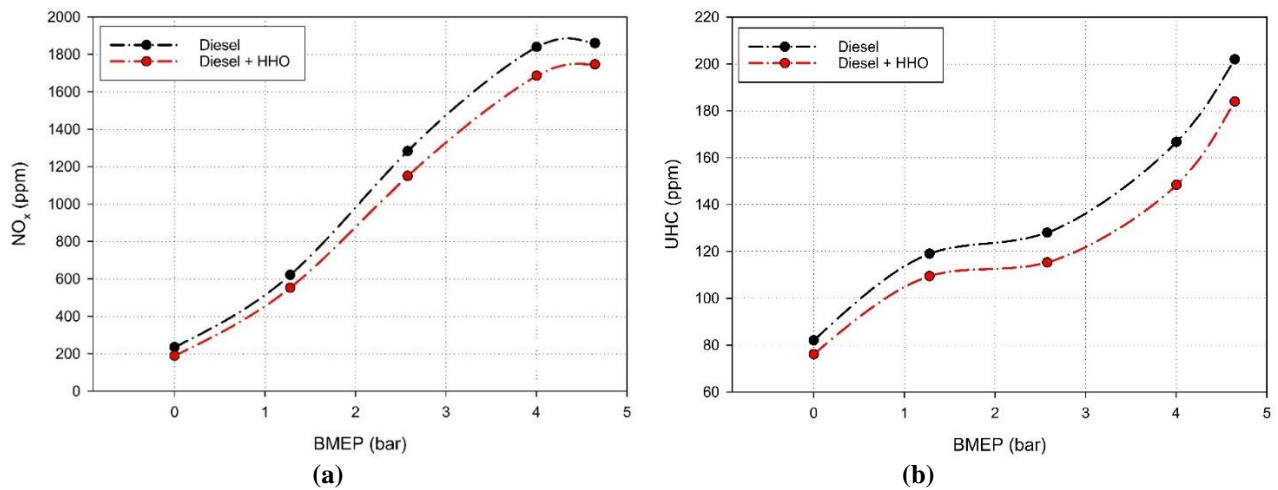 2000
1800
1600
1400
1200
1000
800
600
400
200
0
NOx (ppm)
Diesel
Diesel + HHO
0 1 2 3 4 5
BMEP (bar)
(a)
220
200
180
160
140
120
100
80
60
UHC (ppm)
Diesel
Diesel + HHO
0 1 2 3 4 5
BMEP (bar)
(b)